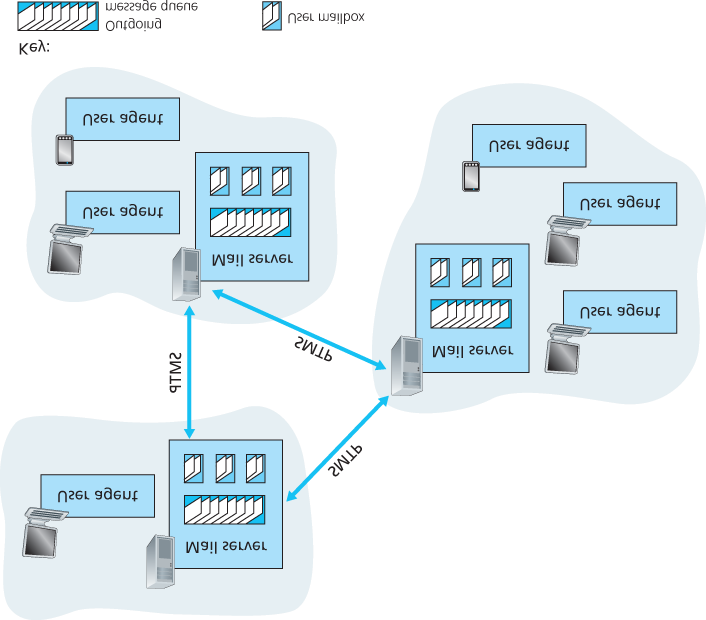 Key:
Outgoing
message queue
User mailbox
User agent
User agent
Mail server
User agent
User agent
User agent
Mail server
SMTP
SMTP
SMTP
User agent
Mail server